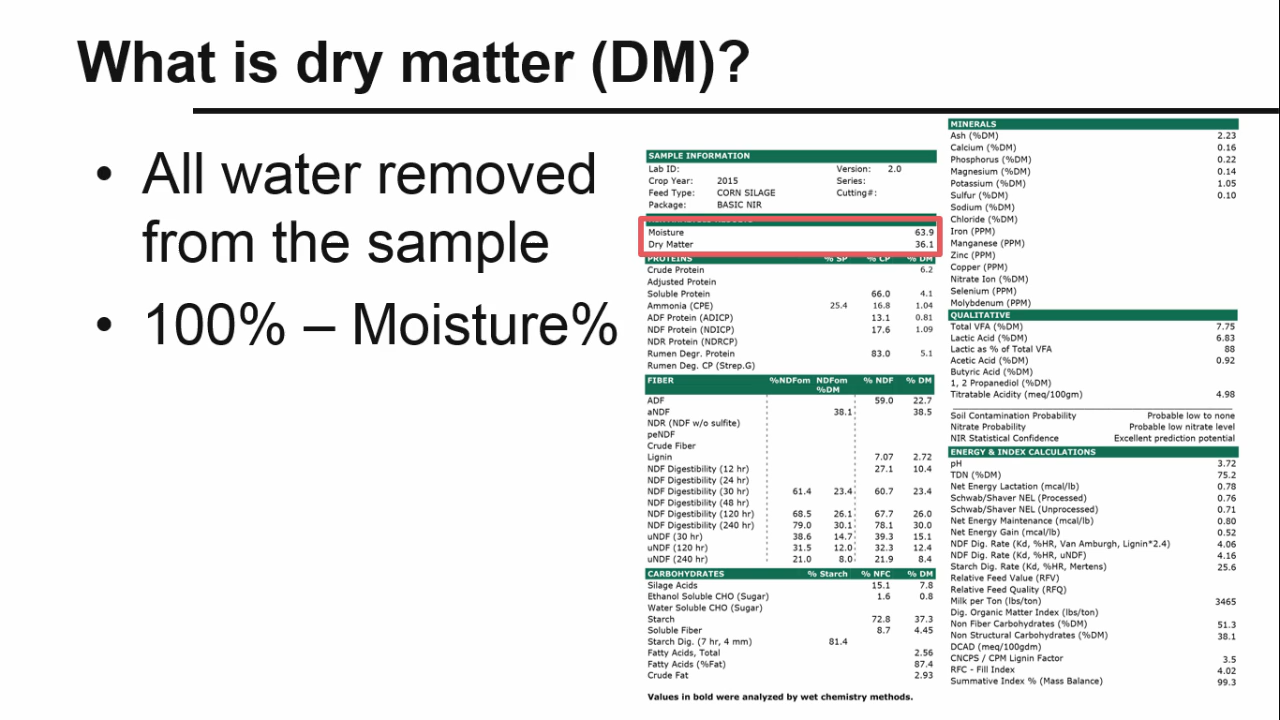 What is dry matter (DM)?
• All water removed
from the sample
• 100% – Moisture%
SAMPLE INFORMATION
Lab ID: Version: 2.0
Crop Year: 2015 Series:
Feed Type: CORN SILAGE Cutting#:
Package: BASIC NIR
Moisture 63.9
Dry Matter 36.1
PROTEINS % SP % CP % DM
Crude Protein 6.2
Adjusted Protein
Soluble Protein 66.0 4.1
Ammonia (CPE) 25.4 16.8 1.04
ADF Protein (ADICP) 13.1 0.81
NDF Protein (NDICP) 17.6 1.09
NDR Protein (NDRCP)
Rumen Degr. Protein 83.0 5.1
Rumen Deg. CP (Strep.G)
FIBER %NDFom NDFom % NDF % DM
%DM
ADF 59.0 22.7
aNDF 38.1 38.5
NDR (NDF w/o sulfite)
peNDF
Crude Fiber
Lignin 7.07 2.72
NDF Digestibility (12 hr) 27.1 10.4
NDF Digestibility (24 hr)
NDF Digestibility (30 hr) 61.4 23.4 60.7 23.4
NDF Digestibility (48 hr)
NDF Digestibility (120 hr) 68.5 26.1 67.7 26.0
NDF Digestibility (240 hr) 79.0 30.1 78.1 30.0
uNDF (30 hr) 38.6 14.7 39.3 15.1
uNDF (120 hr) 31.5 12.0 32.3 12.4
uNDF (240 hr) 21.0 8.0 21.9 8.4
CARBOHYDRATES % Starch % NFC % DM
Silage Acids 15.1 7.8
Ethanol Soluble CHO (Sugar) 1.6 0.8
Water Soluble CHO (Sugar)
Starch 72.8 37.3
Soluble Fiber 8.7 4.45
Starch Dig. (7 hr, 4 mm) 81.4
Fatty Acids, Total 2.56
Fatty Acids (%Fat) 87.4
Crude Fat 2.93
Values in bold were analyzed by wet chemistry methods.
MINERALS
Ash (%DM) 2.23
Calcium (%DM) 0.16
Phosphorus (%DM) 0.22
Magnesium (%DM) 0.14
Potassium (%DM) 1.05
Sulfur (%DM) 0.10
Sodium (%DM)
Chloride (%DM)
Iron (PPM)
Manganese (PPM)
Zinc (PPM)
Copper (PPM)
Nitrate Ion (%DM)
Selenium (PPM)
Molybdenum (PPM)
QUALITATIVE
Total VFA (%DM) 7.75
Lactic Acid (%DM) 6.83
Lactic as % of Total VFA 88
Acetic Acid (%DM) 0.92
Butyric Acid (%DM)
1, 2 Propanediol (%DM)
Titratable Acidity (meq/100gm) 4.98
Soil Contamination Probability Probable low to none
Nitrate Probability Probable low nitrate level
NIR Statistical Confidence Excellent prediction potential
ENERGY & INDEX CALCULATIONS
pH 3.72
TDN (%DM) 75.2
Net Energy Lactation (mcal/lb) 0.78
Schwab/Shaver NEL (Processed) 0.76
Schwab/Shaver NEL (Unprocessed) 0.71
Net Energy Maintenance (mcal/lb) 0.80
Net Energy Gain (mcal/lb) 0.52
NDF Dig. Rate (Kd, %HR, Van Amburgh, Lignin*2.4) 4.06
NDF Dig. Rate (Kd, %HR, uNDF) 4.16
Starch Dig. Rate (Kd, %HR, Mertens) 25.6
Relative Feed Value (RFV)
Relative Feed Quality (RFQ)
Milk per Ton (lbs/ton) 3465
Dig. Organic Matter Index (lbs/ton)
Non Fiber Carbohydrates (%DM) 51.3
Non Structural Carbohydrates (%DM) 38.1
DCAD (meq/100gdm)
CNCPS / CPM Lignin Factor 3.5
RFC - Fill Index 4.02
Summative Index % (Mass Balance) 99.3